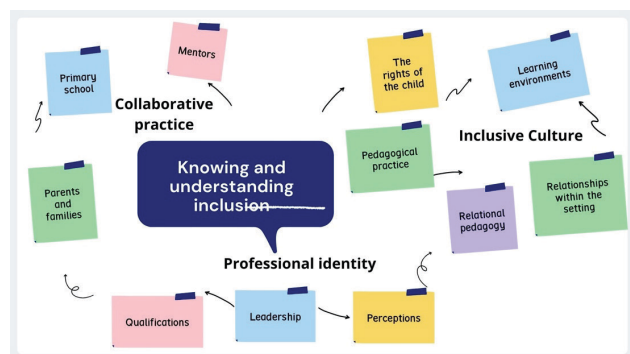 Mentors
Primary
school
Collaborative
practice
The
rights of
the child
Learning
environments
Inclusive Culture
Knowing and
understanding
inclusion
Pedagogical
practice
Parents
and
families
Relational
pedagogy
Relationships
within the
setting
Professional identity
Qualifications
Leadership
Perceptions